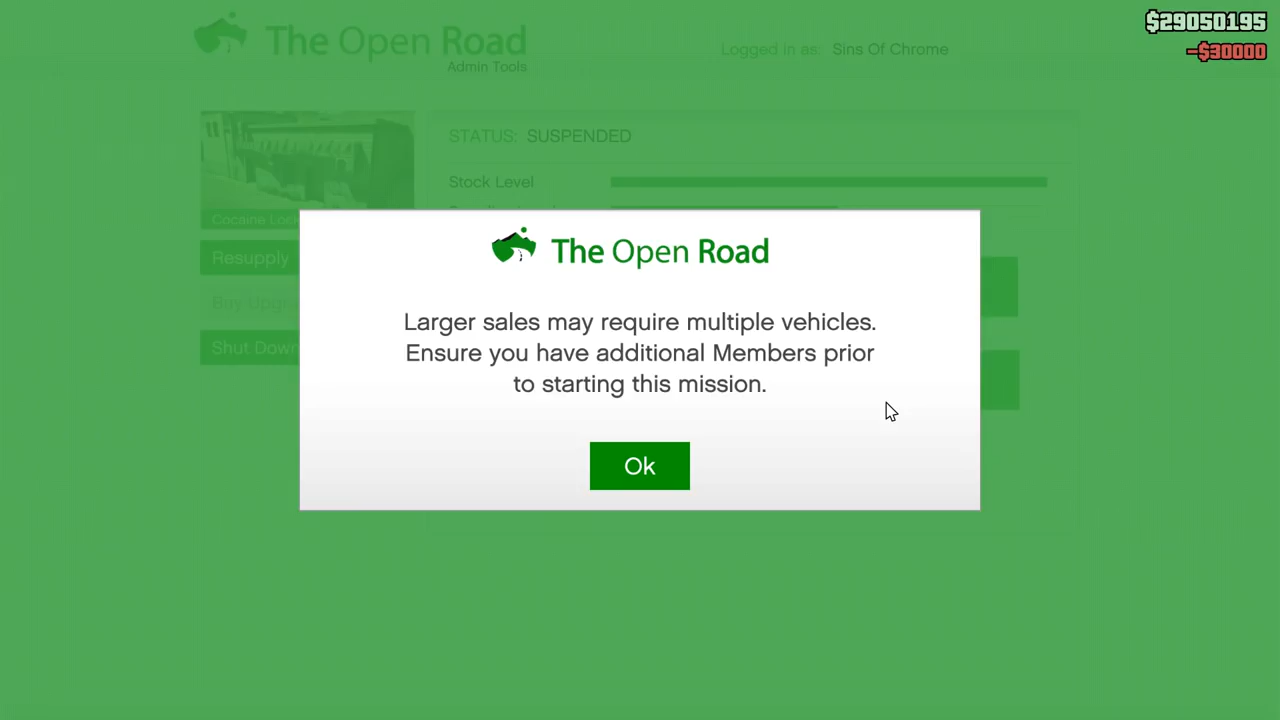 $29050195
-$30000
The Open Road
Admin Tools
Logged in as: Sins Of Chrome
STATUS: SUSPENDED
Stock Level
Resupply
Shut Down
The Open Road
Larger sales may require multiple vehicles.
Ensure you have additional Members prior
to starting this mission.
Ok